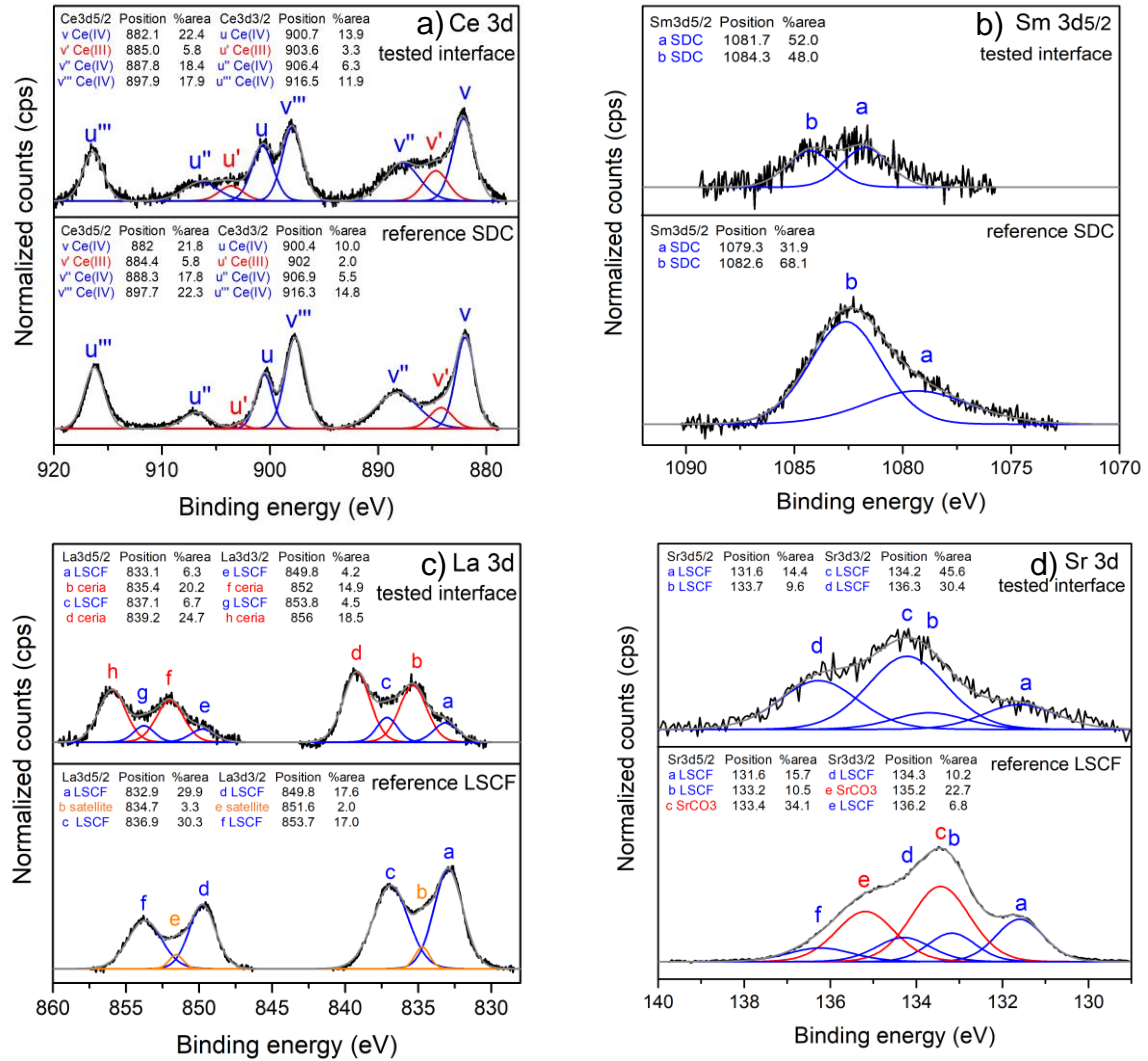 a) Ce 3d
tested interface
Ce3d5/2 Position %area Ce3d3/2 Position %area
v Ce(IV) 882.1 22.4 u Ce(IV) 900.7 13.9
v' Ce(III) 885.0 5.8 u' Ce(III) 903.6 3.3
v'' Ce(IV) 887.8 18.4 u'' Ce(IV) 906.4 6.3
v''' Ce(IV) 897.9 17.9 u''' Ce(IV) 916.5 11.9
u''' u'' u' u v''' v'' v' v
reference SDC
Ce3d5/2 Position %area Ce3d3/2 Position %area
v Ce(IV) 882 21.8 u Ce(IV) 900.4 10.0
v' Ce(III) 884.4 5.8 u' Ce(III) 902 2.0
v'' Ce(IV) 888.3 17.8 u'' Ce(IV) 906.9 5.5
v''' Ce(IV) 897.7 22.3 u''' Ce(IV) 916.3 14.8
u''' u'' u' u v''' v'' v' v
Normalized counts (cps)
920 910 900 890 880
Binding energy (eV)
b) Sm 3d5/2
tested interface
Sm3d5/2 Position %area
a SDC 1081.7 52.0
b SDC 1084.3 48.0
b a
reference SDC
Sm3d5/2 Position %area
a SDC 1079.3 31.9
b SDC 1082.6 68.1
b a
Normalized counts (cps)
1090 1085 1080 1075 1070
Binding energy (eV)
c) La 3d
tested interface
La3d5/2 Position %area La3d3/2 Position %area
a LSCF 833.1 6.3 e LSCF 849.8 4.2
b ceria 835.4 20.2 f ceria 852 14.9
c LSCF 837.1 6.7 g LSCF 853.8 4.5
d ceria 839.2 24.7 h ceria 856 18.5
h g f e d c b a
reference LSCF
La3d5/2 Position %area La3d3/2 Position %area
a LSCF 832.9 29.9 d LSCF 849.8 17.6
b satellite 834.7 3.3 e satellite 851.6 2.0
c LSCF 836.9 30.3 f LSCF 853.7 17.0
f e d c b a
Normalized counts (cps)
860 855 850 845 840 835 830
Binding energy (eV)
d) Sr 3d
tested interface
Sr3d5/2 Position %area Sr3d3/2 Position %area
a LSCF 131.6 14.4 c LSCF 134.2 45.6
b LSCF 133.7 9.6 d LSCF 136.3 30.4
d c b a
reference LSCF
Sr3d5/2 Position %area Sr3d3/2 Position %area
a LSCF 131.6 15.7 d LSCF 134.3 10.2
b LSCF 133.2 10.5 e SrCO3 135.2 22.7
c SrCO3 133.4 34.1 e LSCF 136.2 6.8
f e d c b a
Normalized counts (cps)
140 138 136 134 132 130
Binding energy (eV)